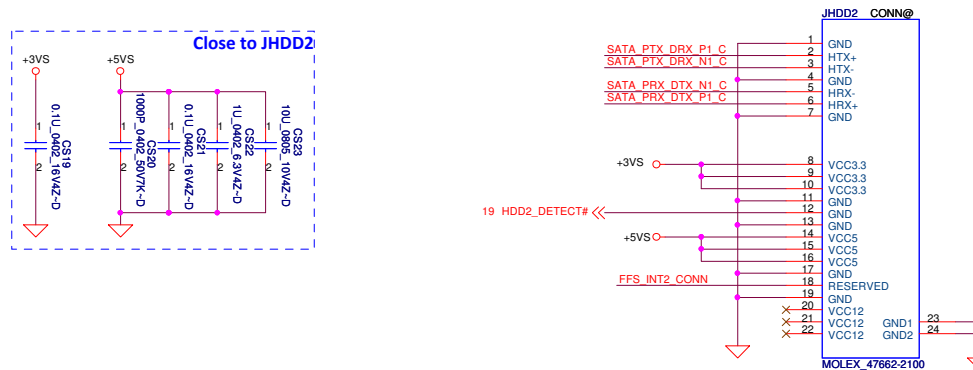 Close to JHDD2
+3VS
+5VS
1
2
0.1U_0402_16V4Z~D
CS19
1
2
1000P_0402_50V7K~D
CS20
1
2
0.1U_0402_16V4Z~D
CS21
1
2
1U_0402_6.3V4Z~D
CS22
1
2
10U_0805_10V4Z~D
CS23
JHDD2 CONN@
1 GND
SATA_PTX_DRX_P1_C 2 HTX+
SATA_PTX_DRX_N1_C 3 HTX-
4 GND
SATA_PRX_DTX_N1_C 5 HRX-
SATA_PRX_DTX_P1_C 6 HRX+
7 GND
+3VS 8 VCC3.3
9 VCC3.3
10 VCC3.3
11 GND
19 HDD2_DETECT# 12 GND
13 GND
+5VS 14 VCC5
15 VCC5
16 VCC5
17 GND
FFS_INT2_CONN 18 RESERVED
19 GND
20 VCC12
21 VCC12 GND1 23
22 VCC12 GND2 24
MOLEX_47662-2100